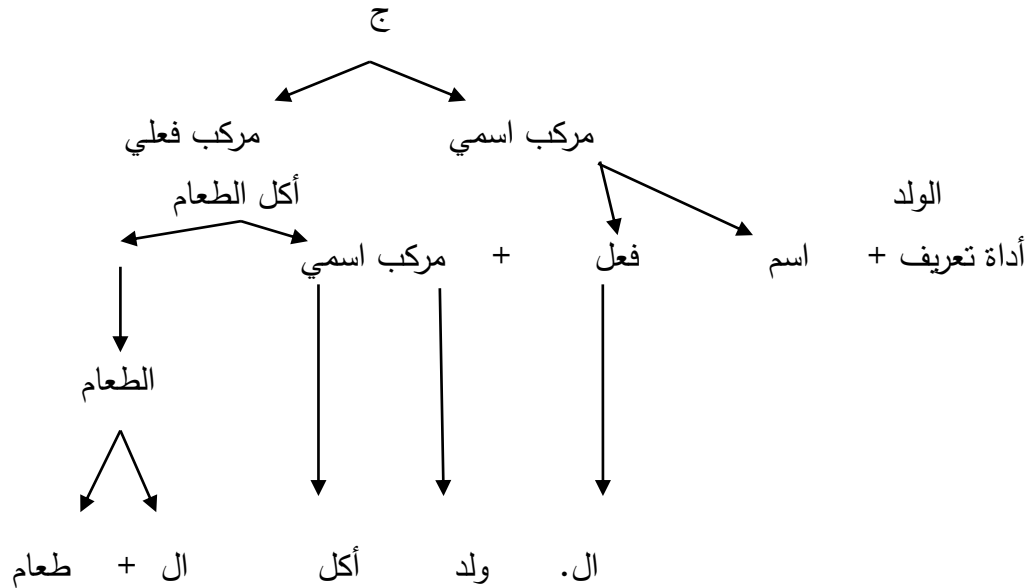 ج
مركب اسمي مركب فعلي
الولد أكل الطعام
أداة تعريف + اسم فعل + مركب اسمي
الطعام
ال. ولد أكل ال + طعام